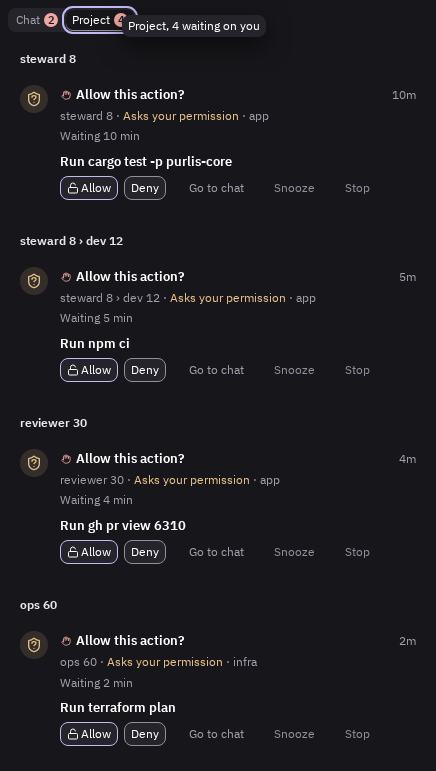 Chat 2 Project 4
Project, 4 waiting on you
steward 8
Allow this action? 10m
steward 8 · Asks your permission · app
Waiting 10 min
Run cargo test -p purlis-core
Allow Deny Go to chat Snooze Stop
steward 8 › dev 12
Allow this action? 5m
steward 8 › dev 12 · Asks your permission · app
Waiting 5 min
Run npm ci
Allow Deny Go to chat Snooze Stop
reviewer 30
Allow this action? 4m
reviewer 30 · Asks your permission · app
Waiting 4 min
Run gh pr view 6310
Allow Deny Go to chat Snooze Stop
ops 60
Allow this action? 2m
ops 60 · Asks your permission · infra
Waiting 2 min
Run terraform plan
Allow Deny Go to chat Snooze Stop